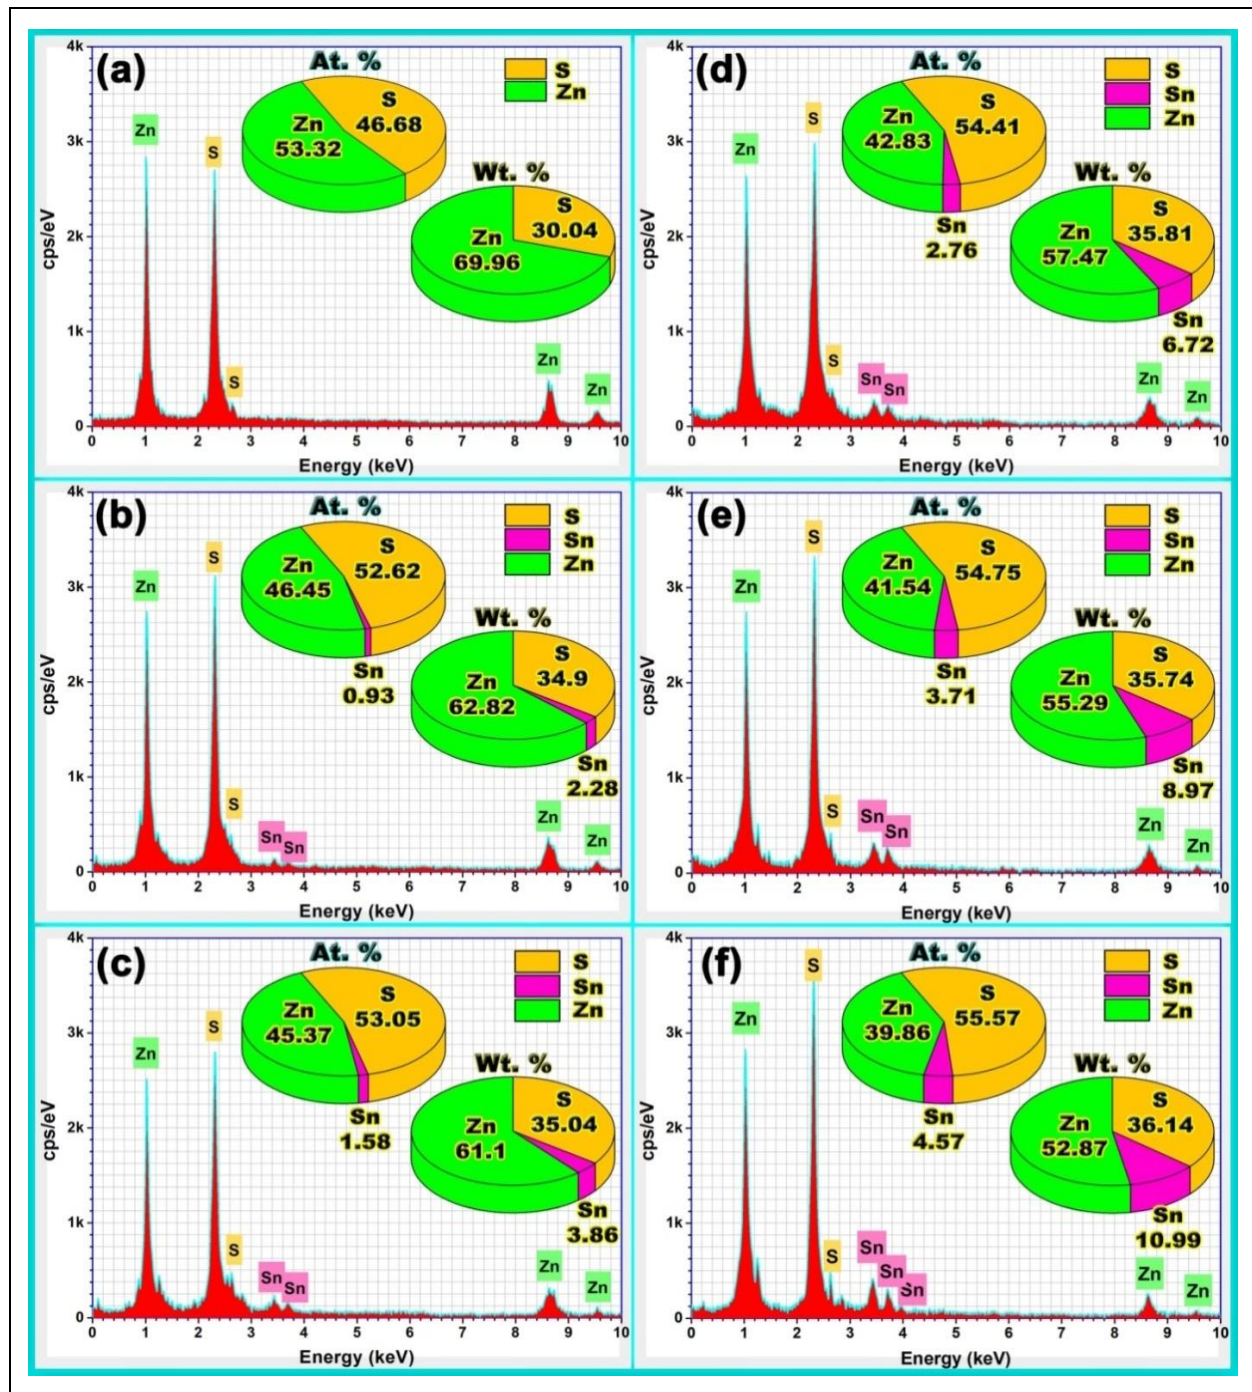 (a)
At. %
S
Zn
S
46.68
Zn
53.32
Wt. %
S
30.04
Zn
69.96
Zn
S
S
Zn
Zn
4k
3k
2k
1k
0
cps/eV
0 1 2 3 4 5 6 7 8 9 10
Energy (keV)
(d)
At. %
S
Sn
Zn
S
54.41
Zn
42.83
Sn
2.76
Wt. %
S
35.81
Zn
57.47
Sn
6.72
Zn
S
S
Sn
Sn
Zn
Zn
4k
3k
2k
1k
0
cps/eV
0 1 2 3 4 5 6 7 8 9 10
Energy (keV)
(b)
At. %
S
Sn
Zn
S
52.62
Zn
46.45
Sn
0.93
Wt. %
S
34.9
Zn
62.82
Sn
2.28
Zn
S
S
Sn
Sn
Zn
Zn
4k
3k
2k
1k
0
cps/eV
0 1 2 3 4 5 6 7 8 9 10
Energy (keV)
(e)
At. %
S
Sn
Zn
S
54.75
Zn
41.54
Sn
3.71
Wt. %
S
35.74
Zn
55.29
Sn
8.97
Zn
S
S
Sn
Sn
Zn
Zn
4k
3k
2k
1k
0
cps/eV
0 1 2 3 4 5 6 7 8 9 10
Energy (keV)
(c)
At. %
S
Sn
Zn
S
53.05
Zn
45.37
Sn
1.58
Wt. %
S
35.04
Zn
61.1
Sn
3.86
Zn
S
S
Sn
Sn
Zn
Zn
4k
3k
2k
1k
0
cps/eV
0 1 2 3 4 5 6 7 8 9 10
Energy (keV)
(f)
At. %
S
Sn
Zn
S
55.57
Zn
39.86
Sn
4.57
Wt. %
S
36.14
Zn
52.87
Sn
10.99
Zn
S
S
Sn
Sn
Sn
Zn
Zn
4k
3k
2k
1k
0
cps/eV
0 1 2 3 4 5 6 7 8 9 10
Energy (keV)